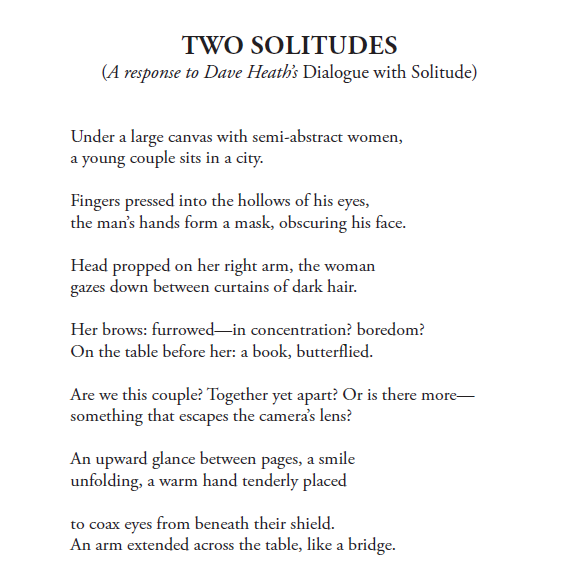 TWO SOLITUDES
(A response to Dave Heath's Dialogue with Solitude)
Under a large canvas with semi-abstract women,
a young couple sits in a city.
Fingers pressed into the hollows of his eyes,
the man's hands form a mask, obscuring his face.
Head propped on her right arm, the woman
gazes down between curtains of dark hair.
Her brows: furrowed—in concentration? boredom?
On the table before her: a book, butterflied.
Are we this couple? Together yet apart? Or is there more—
something that escapes the camera's lens?
An upward glance between pages, a smile
unfolding, a warm hand tenderly placed
to coax eyes from beneath their shield.
An arm extended across the table, like a bridge.